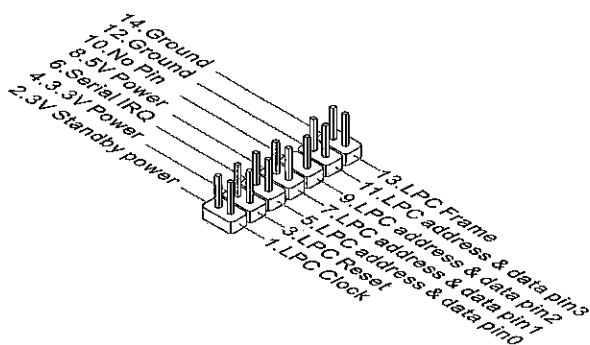 14.Ground
12.Ground
10.No Pin
8.5V Power
6.Serial IRQ
4.3.3V Power
2.3V Standby power
13.LPC Frame
11.LPC address & data pin3
9.LPC address & data pin2
7.LPC address & data pin1
5.LPC address & data pin0
3.LPC Reset
1.LPC Clock